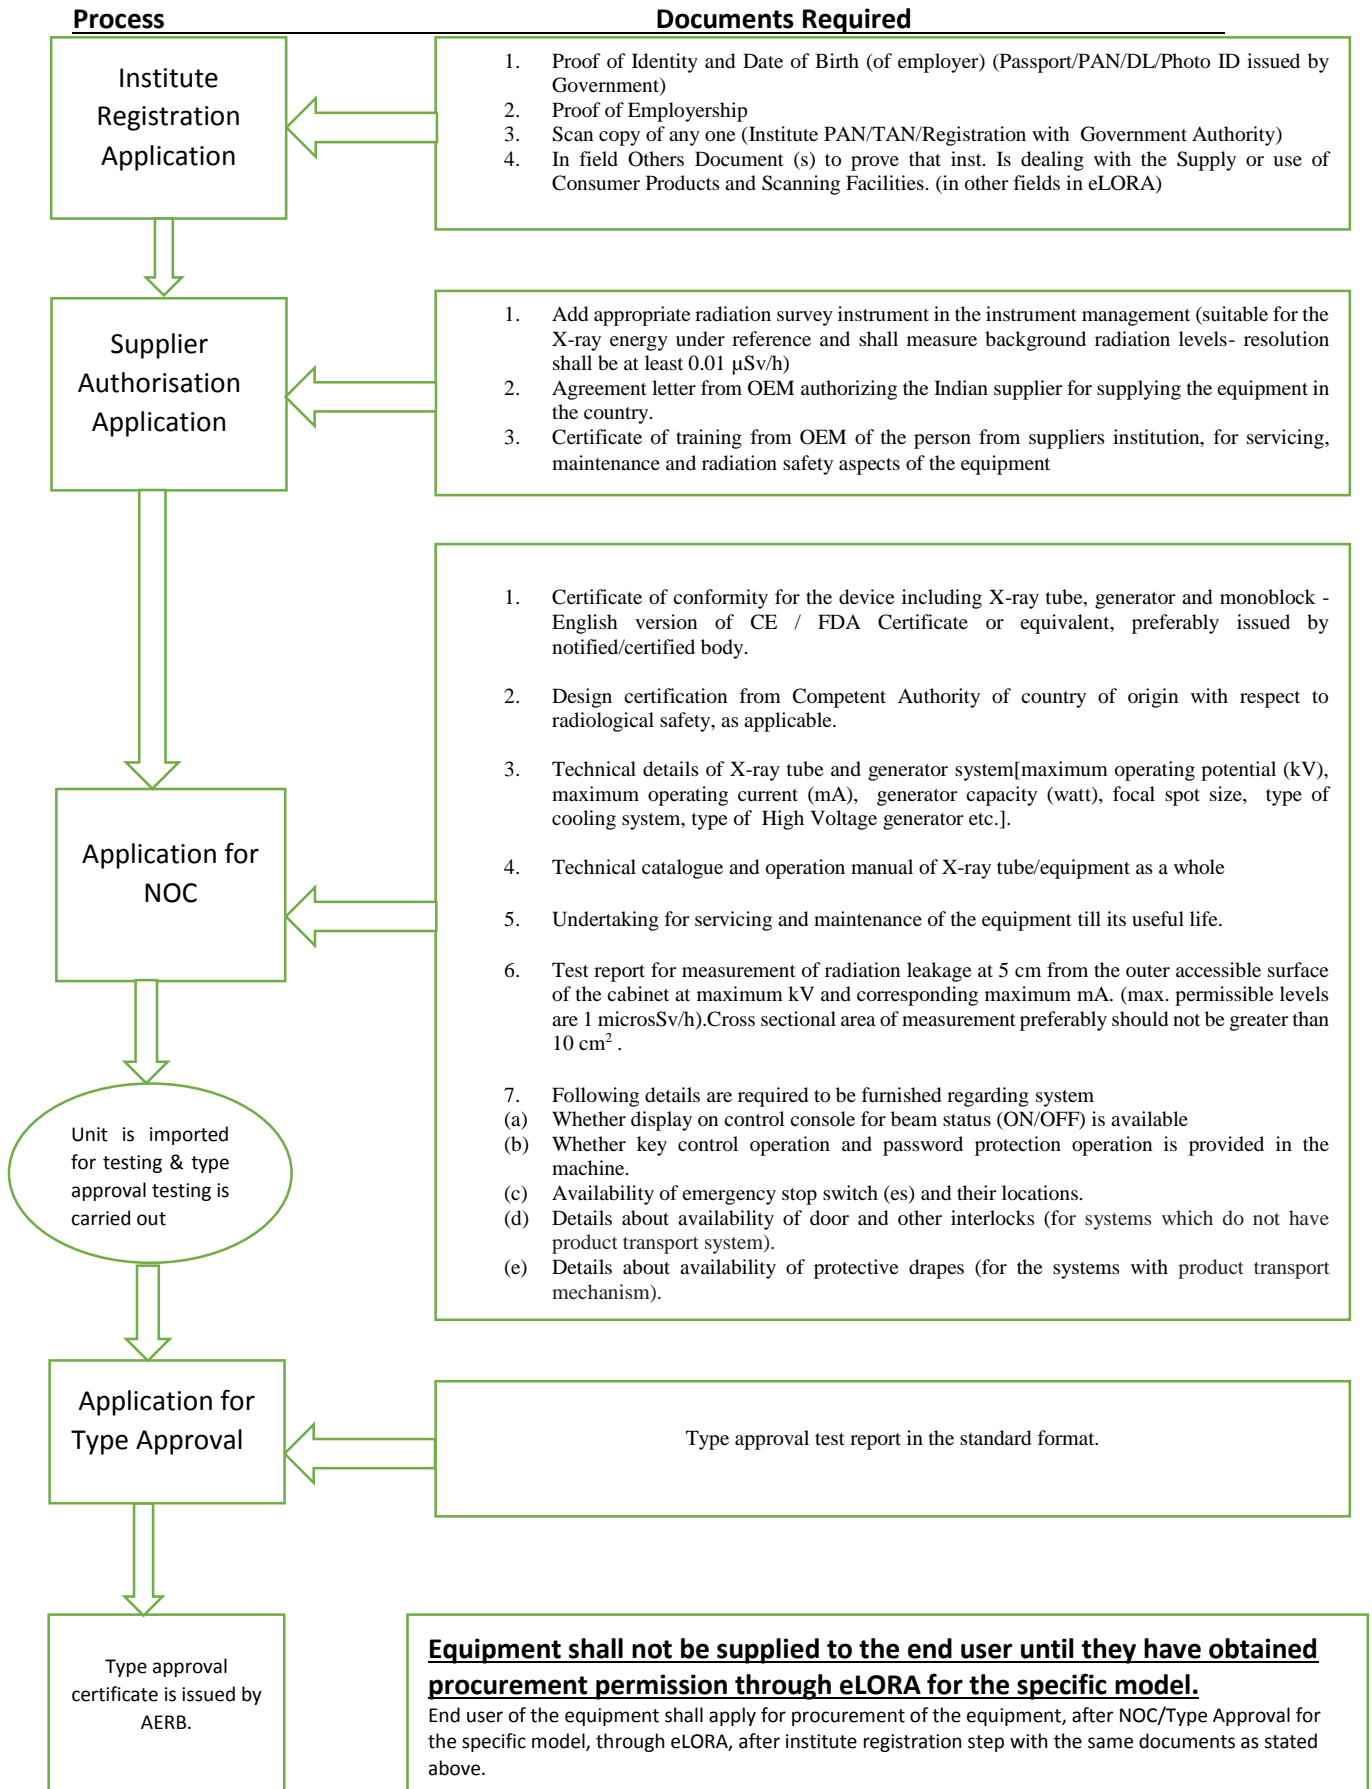 Process Documents Required
Institute
Registration
Application
1. Proof of Identity and Date of Birth (of employer) (Passport/PAN/DL/Photo ID issued by
Government)
2. Proof of Employership
3. Scan copy of any one (Institute PAN/TAN/Registration with Government Authority)
4. In field Others Document (s) to prove that inst. Is dealing with the Supply or use of
Consumer Products and Scanning Facilities. (in other fields in eLORA)
Supplier
Authorisation
Application
1. Add appropriate radiation survey instrument in the instrument management (suitable for the
X-ray energy under reference and shall measure background radiation levels- resolution
shall be at least 0.01 µSv/h)
2. Agreement letter from OEM authorizing the Indian supplier for supplying the equipment in
the country.
3. Certificate of training from OEM of the person from suppliers institution, for servicing,
maintenance and radiation safety aspects of the equipment
Application for
NOC
1. Certificate of conformity for the device including X-ray tube, generator and monoblock -
English version of CE / FDA Certificate or equivalent, preferably issued by
notified/certified body.
2. Design certification from Competent Authority of country of origin with respect to
radiological safety, as applicable.
3. Technical details of X-ray tube and generator system[maximum operating potential (kV),
maximum operating current (mA), generator capacity (watt), focal spot size, type of
cooling system, type of High Voltage generator etc.].
4. Technical catalogue and operation manual of X-ray tube/equipment as a whole
5. Undertaking for servicing and maintenance of the equipment till its useful life.
6. Test report for measurement of radiation leakage at 5 cm from the outer accessible surface
of the cabinet at maximum kV and corresponding maximum mA. (max. permissible levels
are 1 microsSv/h).Cross sectional area of measurement preferably should not be greater than
10 cm² .
7. Following details are required to be furnished regarding system
(a) Whether display on control console for beam status (ON/OFF) is available
(b) Whether key control operation and password protection operation is provided in the
machine.
(c) Availability of emergency stop switch (es) and their locations.
(d) Details about availability of door and other interlocks (for systems which do not have
product transport system).
(e) Details about availability of protective drapes (for the systems with product transport
mechanism).
Unit is imported
for testing & type
approval testing is
carried out
Application for
Type Approval
Type approval test report in the standard format.
Type approval
certificate is issued by
AERB.
Equipment shall not be supplied to the end user until they have obtained
procurement permission through eLORA for the specific model.
End user of the equipment shall apply for procurement of the equipment, after NOC/Type Approval for
the specific model, through eLORA, after institute registration step with the same documents as stated
above.